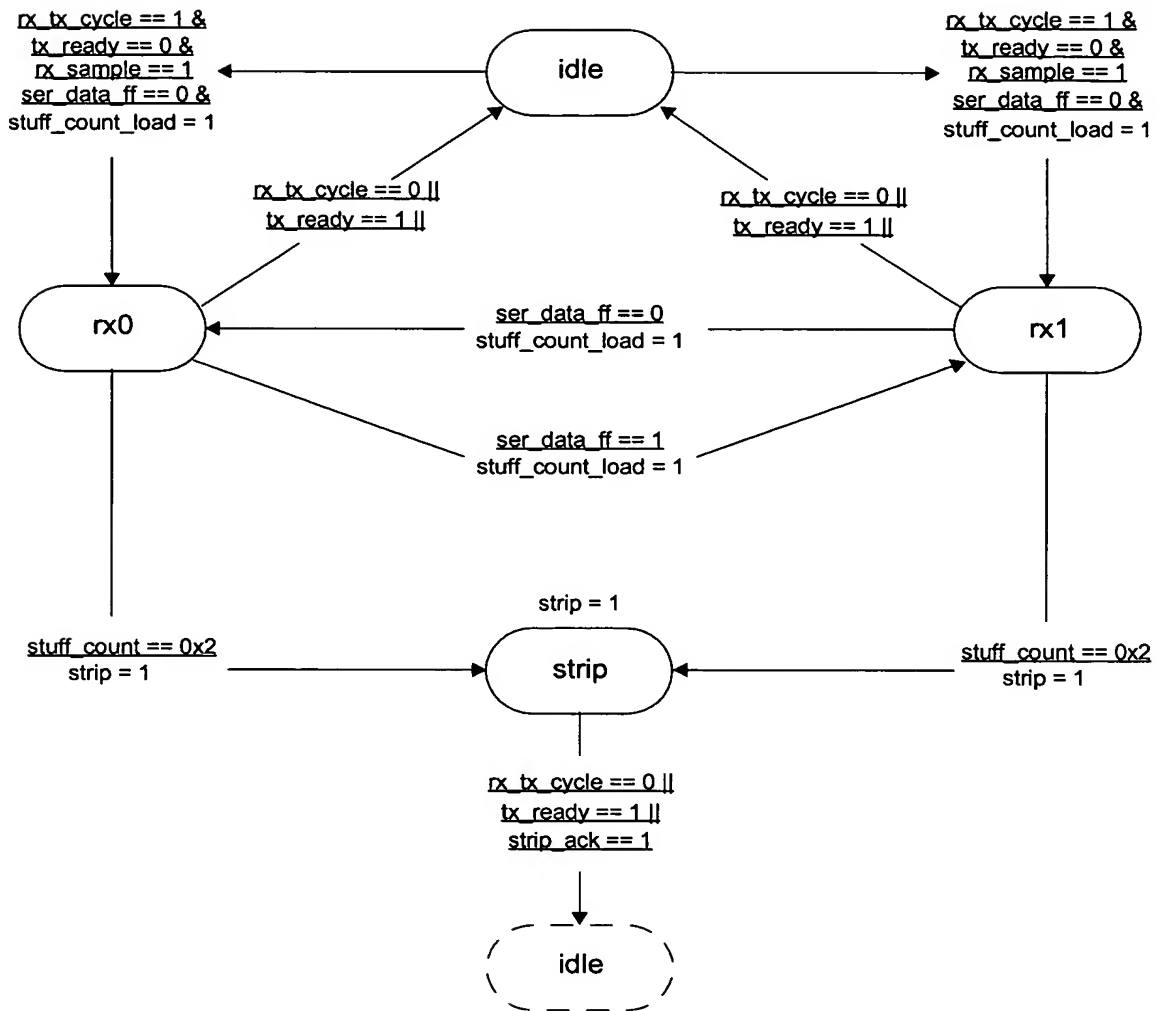 rx_tx_cycle == 1 &
tx_ready == 0 &
rx_sample == 1
ser_data_ff == 0 &
stuff_count_load = 1
idle
rx_tx_cycle == 1 &
tx_ready == 0 &
rx_sample == 1
ser_data_ff == 0 &
stuff_count_load = 1
rx_tx_cycle == 0 ||
tx_ready == 1 ||
rx_tx_cycle == 0 ||
tx_ready == 1 ||
rx0
ser_data_ff == 0
stuff_count_load = 1
rx1
ser_data_ff == 1
stuff_count_load = 1
strip = 1
stuff_count == 0x2
strip = 1
strip
stuff_count == 0x2
strip = 1
rx_tx_cycle == 0 ||
tx_ready == 1 ||
strip_ack == 1
idle